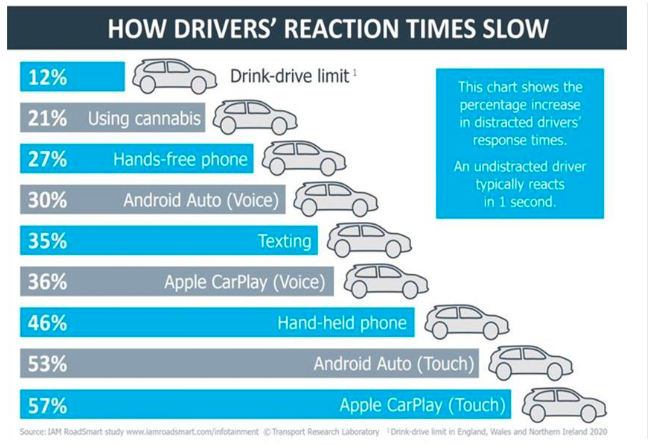 HOW DRIVERS' REACTION TIMES SLOW
12% Drink-drive limit ¹
21% Using cannabis
27% Hands-free phone
30% Android Auto (Voice)
35% Texting
36% Apple CarPlay (Voice)
46% Hand-held phone
53% Android Auto (Touch)
57% Apple CarPlay (Touch)
This chart shows the
percentage increase
in distracted drivers'
response times.
An undistracted driver
typically reacts
in 1 second.
Source: IAM RoadSmart study www.iamroadsmart.com/infotainment © Transport Research Laboratory ¹Drink-drive limit in England, Wales and Northern Ireland 2020